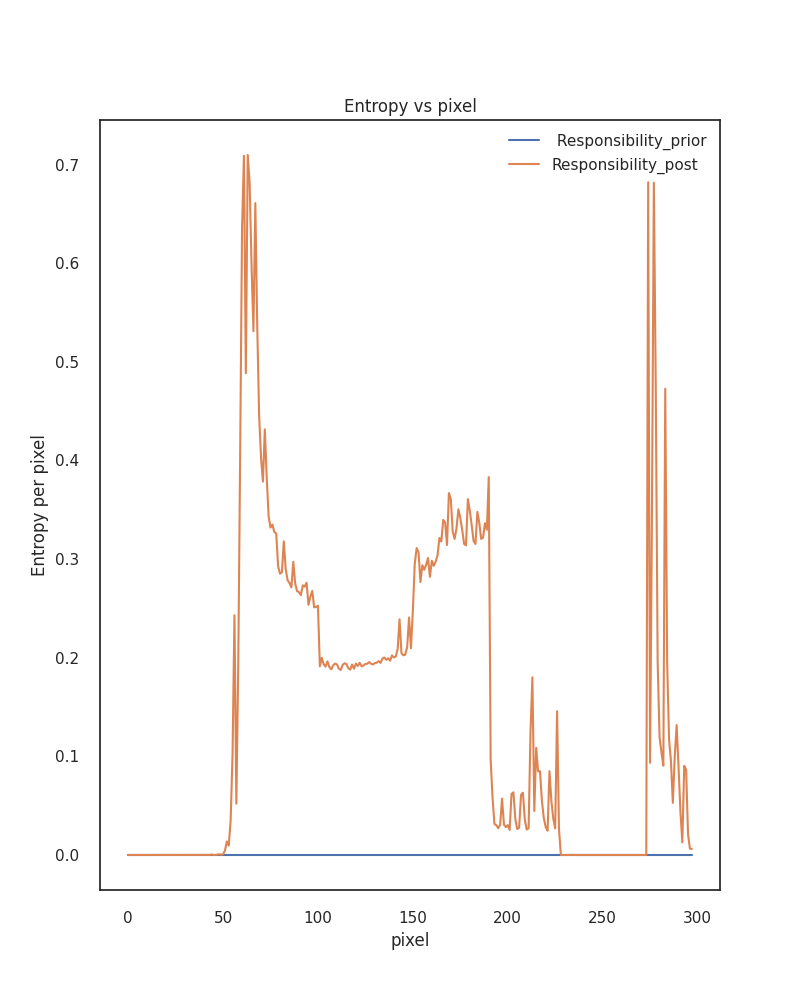 Entropy vs pixel
Responsibility_prior
Responsibility_post
Entropy per pixel
0.7
0.6
0.5
0.4
0.3
0.2
0.1
0.0
0 50 100 150 200 250 300
pixel